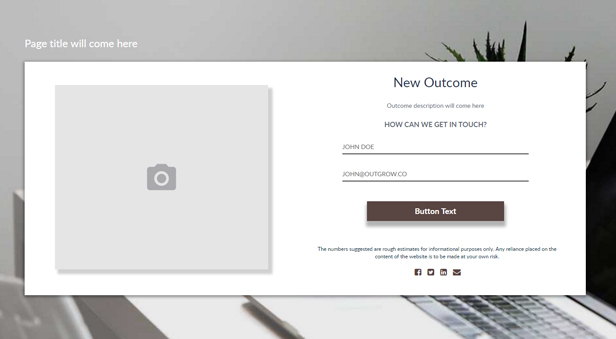 Page title will come here
New Outcome
Outcome description will come here
HOW CAN WE GET IN TOUCH?
JOHN DOE
JOHN@OUTGROW.CO
Button Text
The numbers suggested are rough estimates for informational purposes only. Any reliance placed on the
content of the website is to be made at your own risk.